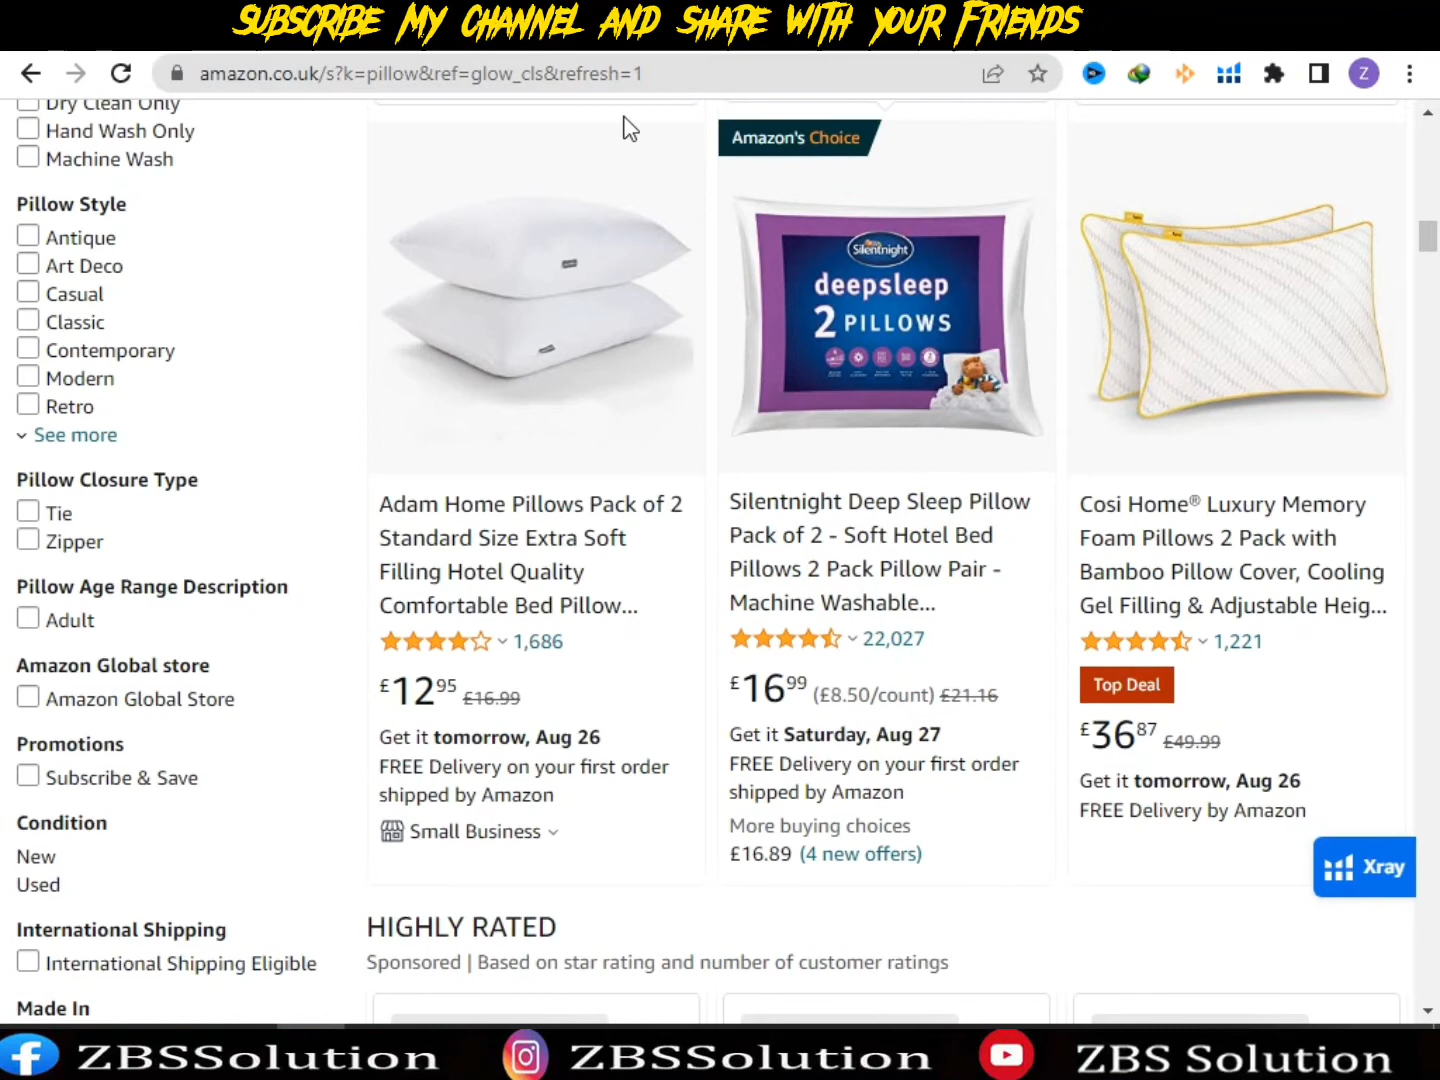 SUBSCRIBE MY CHANNEL AND SHARE WITH YOUR FRIENDS
amazon.co.uk/s?k=pillow&ref=glow_cls&refresh=1
Z
Dry Clean Only
Hand Wash Only
Machine Wash
Pillow Style
Antique
Art Deco
Casual
Classic
Contemporary
Modern
Retro
See more
Pillow Closure Type
Tie
Zipper
Pillow Age Range Description
Adult
Amazon Global store
Amazon Global Store
Promotions
Subscribe & Save
Condition
New
Used
International Shipping
International Shipping Eligible
Made In
Adam Home Pillows Pack of 2
Standard Size Extra Soft
Filling Hotel Quality
Comfortable Bed Pillow...
1,686
£12.95 £16.99
Get it tomorrow, Aug 26
FREE Delivery on your first order
shipped by Amazon
Small Business
Amazon's Choice
Silentnight
deepsleep
2 PILLOWS
Silentnight Deep Sleep Pillow
Pack of 2 - Soft Hotel Bed
Pillows 2 Pack Pillow Pair -
Machine Washable...
22,027
£16.99 (£8.50/count) £21.16
Get it Saturday, Aug 27
FREE Delivery on your first order
shipped by Amazon
More buying choices
£16.89 (4 new offers)
Cosi Home® Luxury Memory
Foam Pillows 2 Pack with
Bamboo Pillow Cover, Cooling
Gel Filling & Adjustable Heig...
1,221
Top Deal
£36.87 £49.99
Get it tomorrow, Aug 26
FREE Delivery by Amazon
Xray
HIGHLY RATED
Sponsored | Based on star rating and number of customer ratings
ZBSSolution
ZBSSolution
ZBS Solution